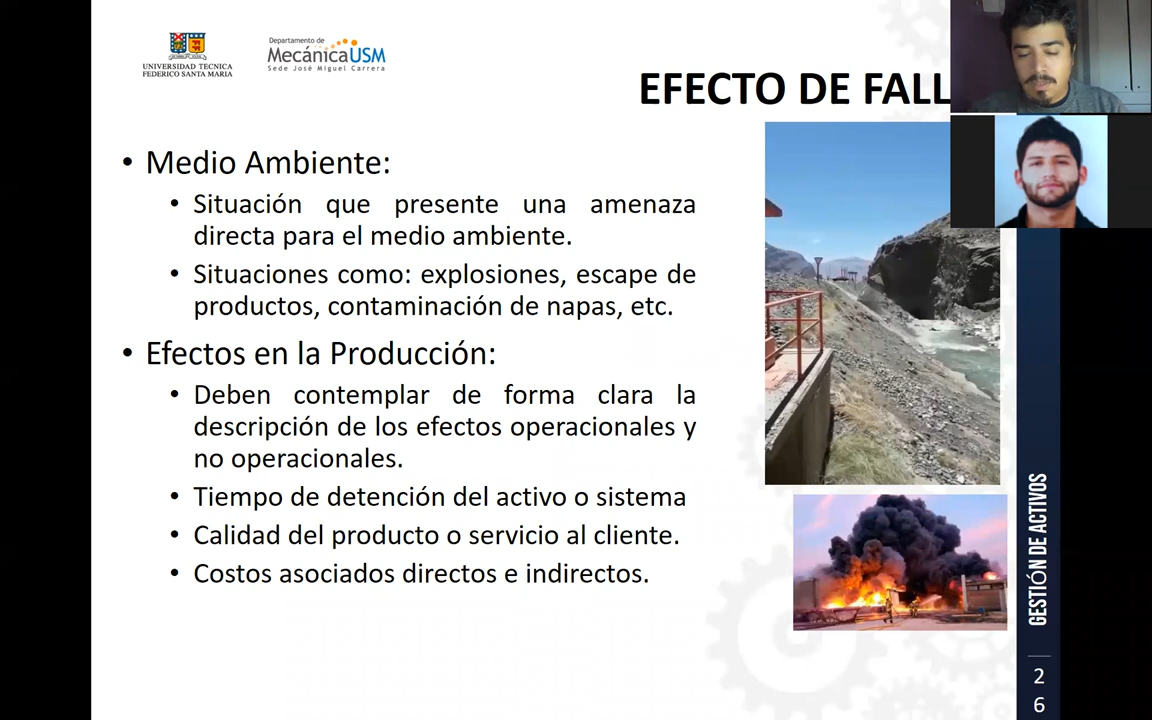 UNIVERSIDAD TECNICA
FEDERICO SANTA MARIA
Departamento de
MecánicaUSM
Sede José Miguel Carrera
EFECTO DE FALL
• Medio Ambiente:
• Situación que presente una amenaza
directa para el medio ambiente.
• Situaciones como: explosiones, escape de
productos, contaminación de napas, etc.
• Efectos en la Producción:
• Deben contemplar de forma clara la
descripción de los efectos operacionales y
no operacionales.
• Tiempo de detención del activo o sistema
• Calidad del producto o servicio al cliente.
• Costos asociados directos e indirectos.
GESTIÓN DE ACTIVOS
2
6